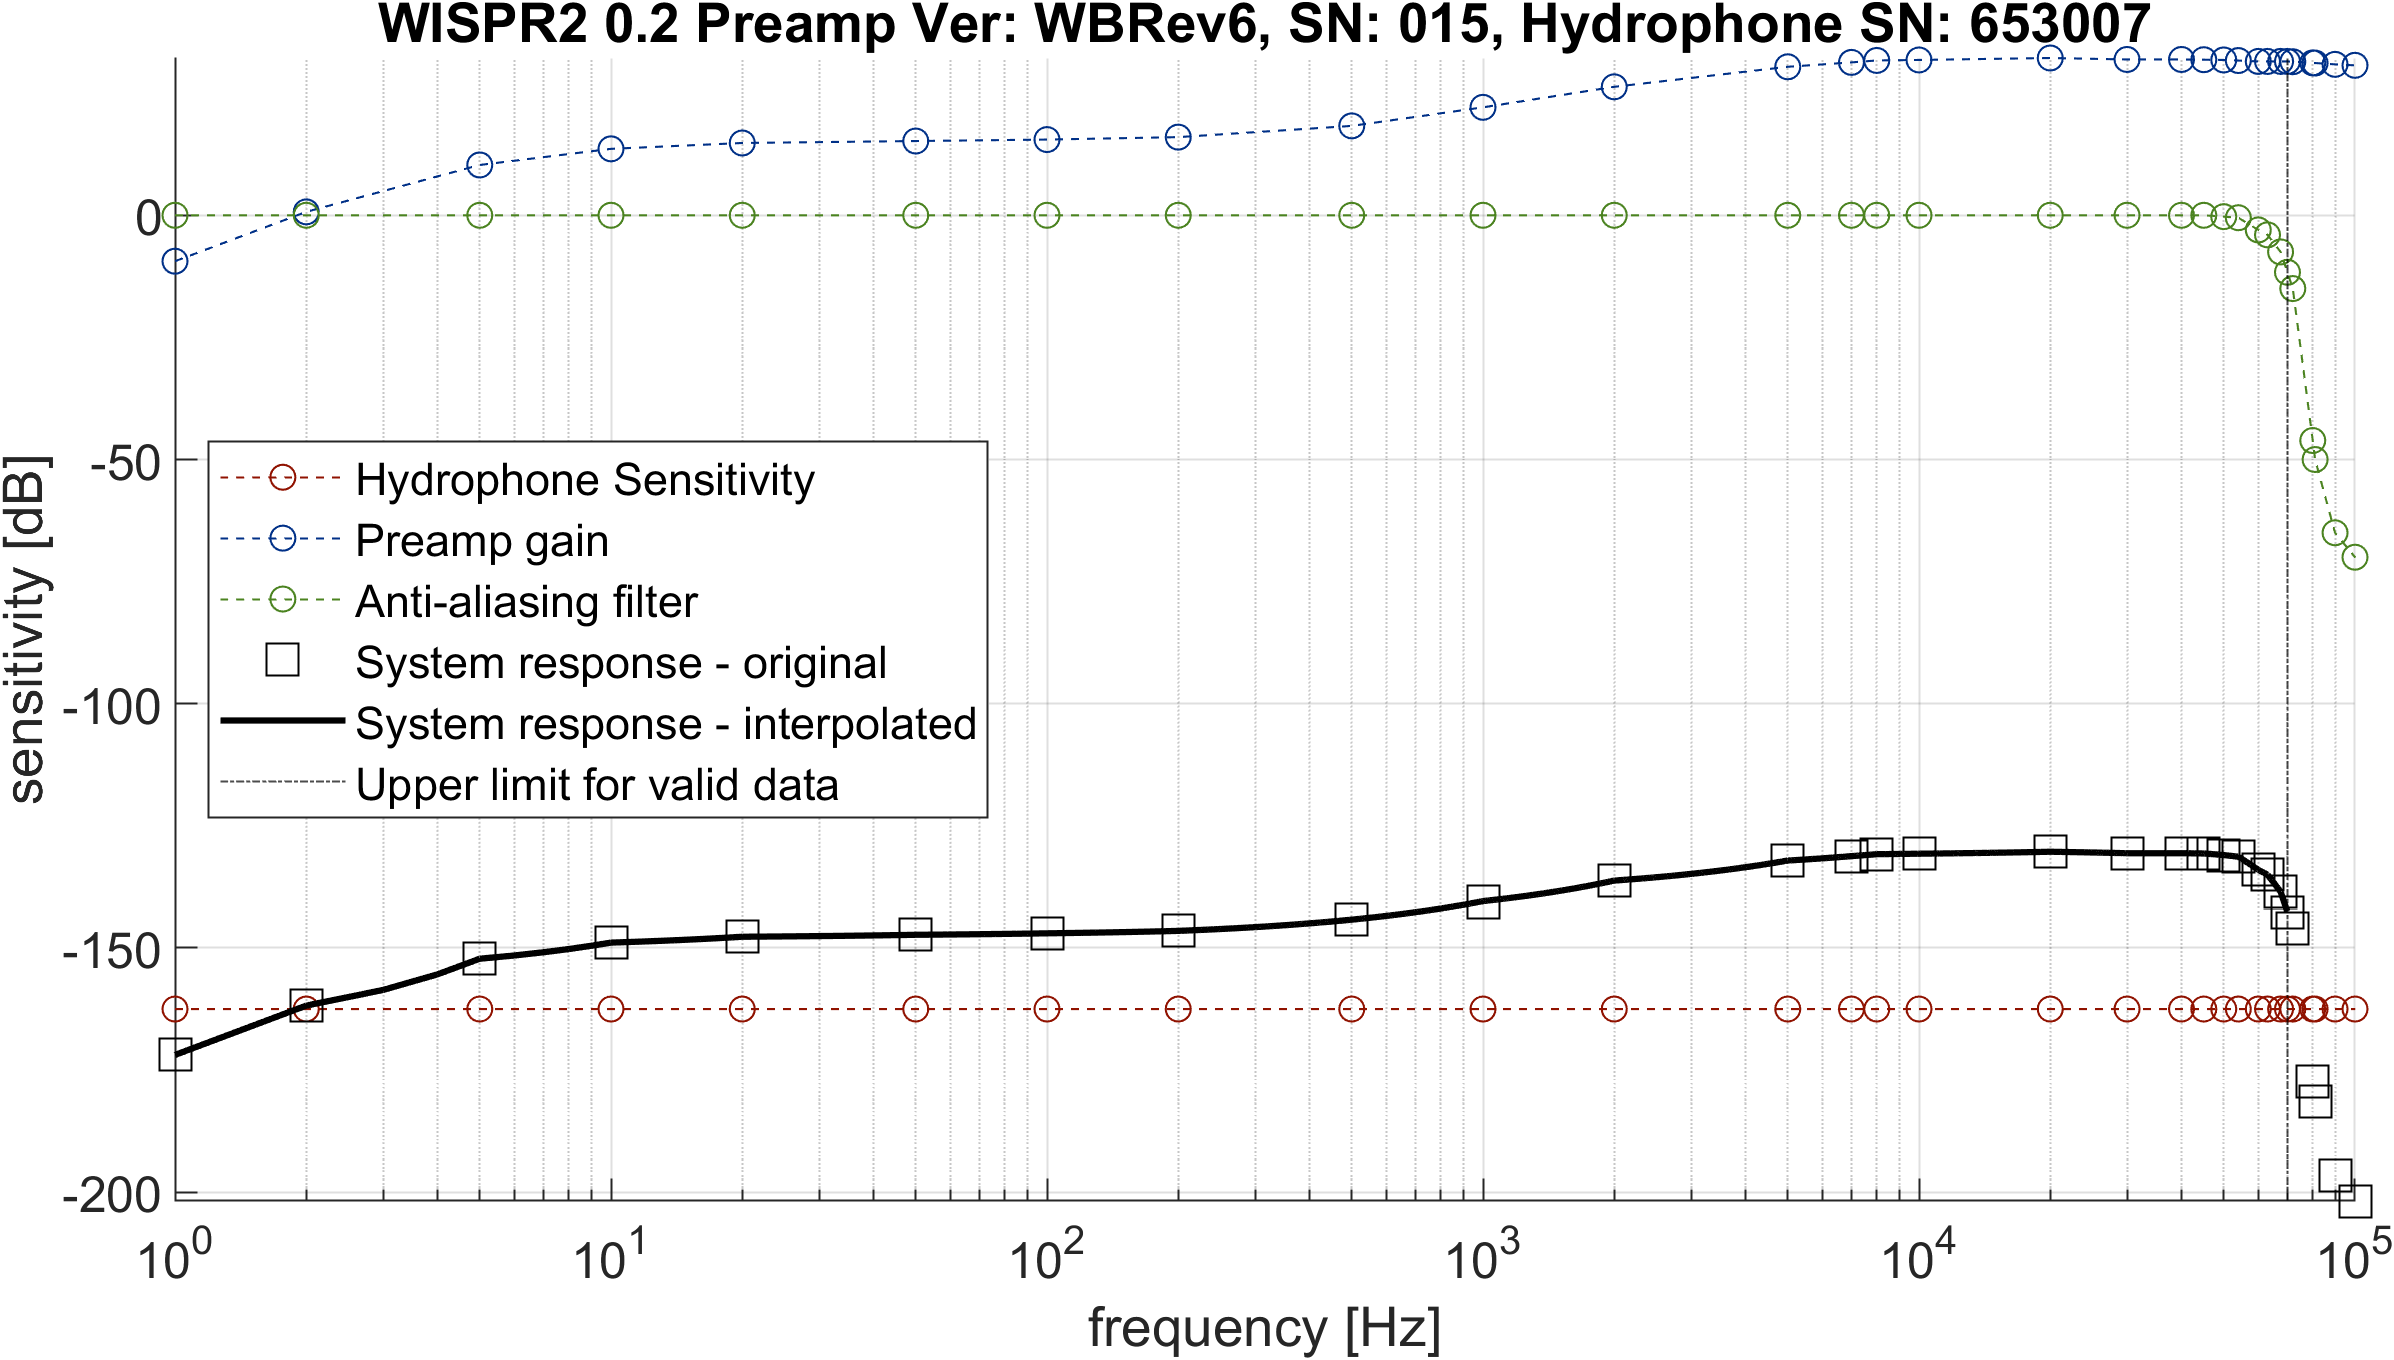 WISPR2 0.2 Preamp Ver: WBRev6, SN: 015, Hydrophone SN: 653007
sensitivity [dB]
0
-50
-100
-150
-200
Hydrophone Sensitivity
Preamp gain
Anti-aliasing filter
System response - original
System response - interpolated
Upper limit for valid data
10^0 10^1 10^2 10^3 10^4 10^5
frequency [Hz]